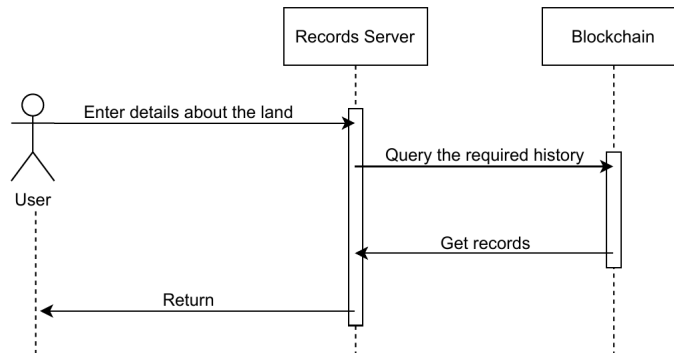 Records Server
Blockchain
Enter details about the land
Query the required history
User
Get records
Return